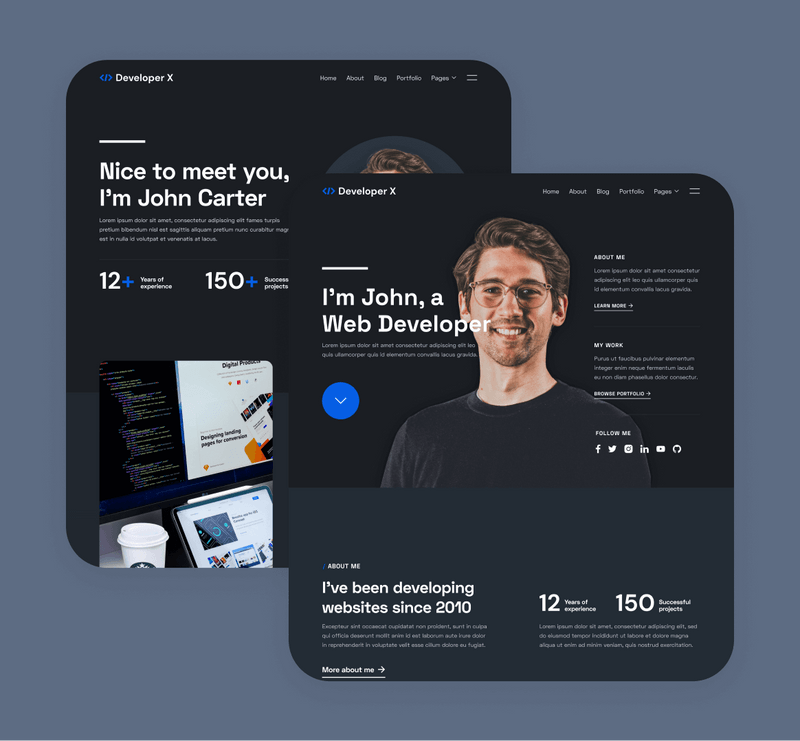 </> Developer X
Home About Blog Portfolio Pages
Nice to meet you,
I'm John Carter
Lorem ipsum dolor sit amet, consectetur adipiscing elit fames turpis
pretium bibendum nisl est sagittis aliquam pretium nunc curabitur
est in nulla id volutpat et venenatis at lacus.
12+ Years of
experience
150+ Success
projects
Digital Products
Designing landing
pages for conversion
</> Developer X
Home About Blog Portfolio Pages
I'm John, a
Web Developer
Lorem ipsum dolor sit amet, consectetur adipiscing elit leo
quis ullamcorper quis id elementum convallis lacus gravida.
ABOUT ME
Lorem ipsum dolor sit amet consectetur
adipiscing elit leo quis ullamcorper quis
id elementum convallis lacus gravida.
LEARN MORE →
MY WORK
Purus ut faucibus pulvinar elementum
integer enim neque fermentum iaculis
eu non diam phasellus dolor consectur.
BROWSE PORTFOLIO →
FOLLOW ME
/ ABOUT ME
I've been developing
websites since 2010
Excepteur sint occaecat cupidatat non proident, sunt in culpa
qui officia deserunt mollit anim id est laborum aute irure dolor
in reprehenderit in voluptate velit esse cillum dolore eu fugiat.
More about me →
12 Years of
experience
150 Successful
projects
Lorem ipsum dolor sit amet, consectetur adipiscing elit, sed
do eiusmod tempor incididunt ut labore et dolore magna
aliqua ut enim ad minim veniam, quis nostrud exercitation.